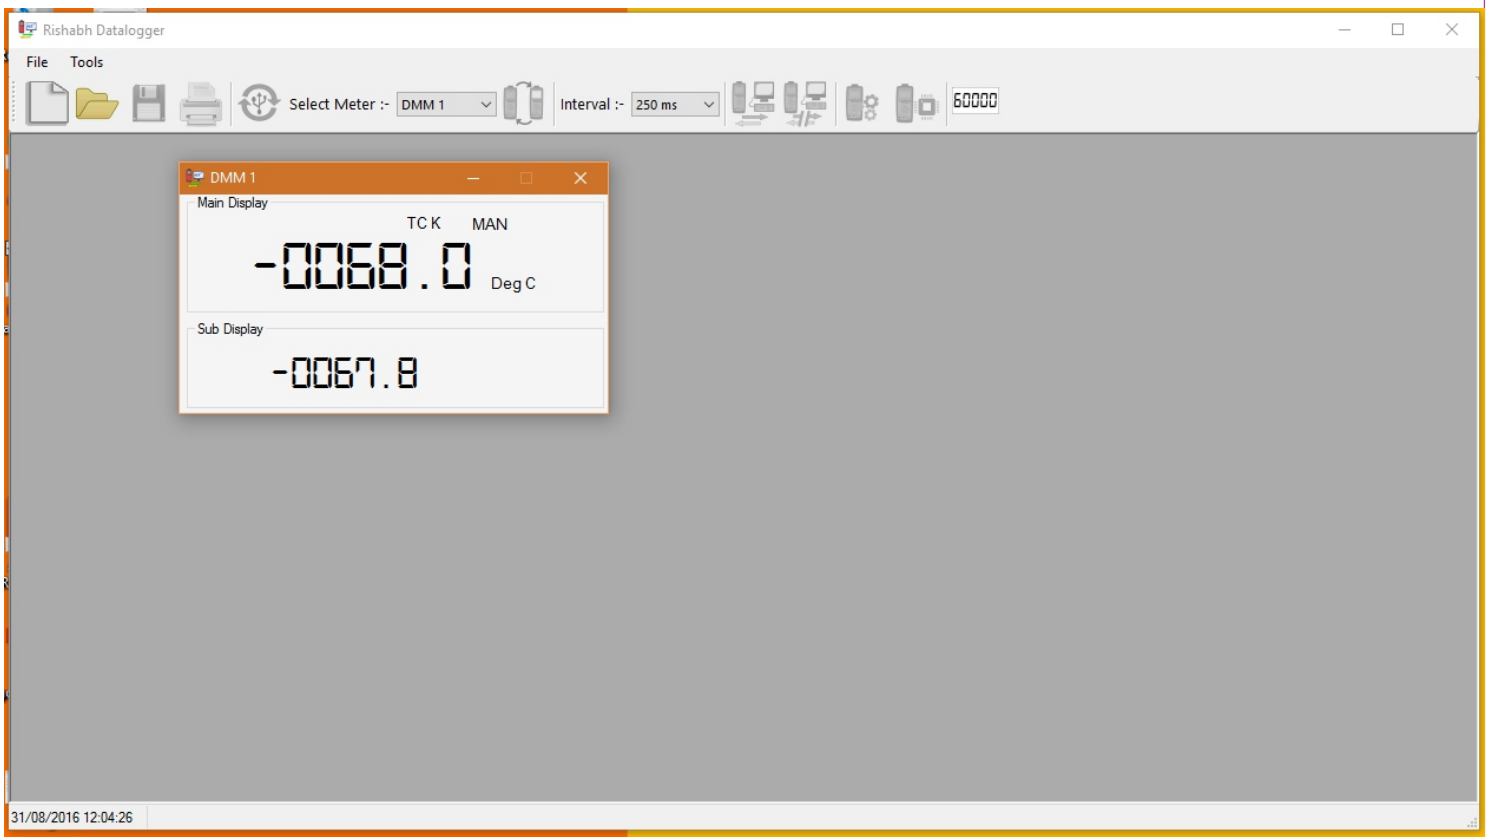 Rishabh Datalogger
File Tools
Select Meter :- DMM 1 Interval :- 250 ms 60000
DMM 1
Main Display
TC K MAN
-0068.0 Deg C
Sub Display
-0067.8
31/08/2016 12:04:26